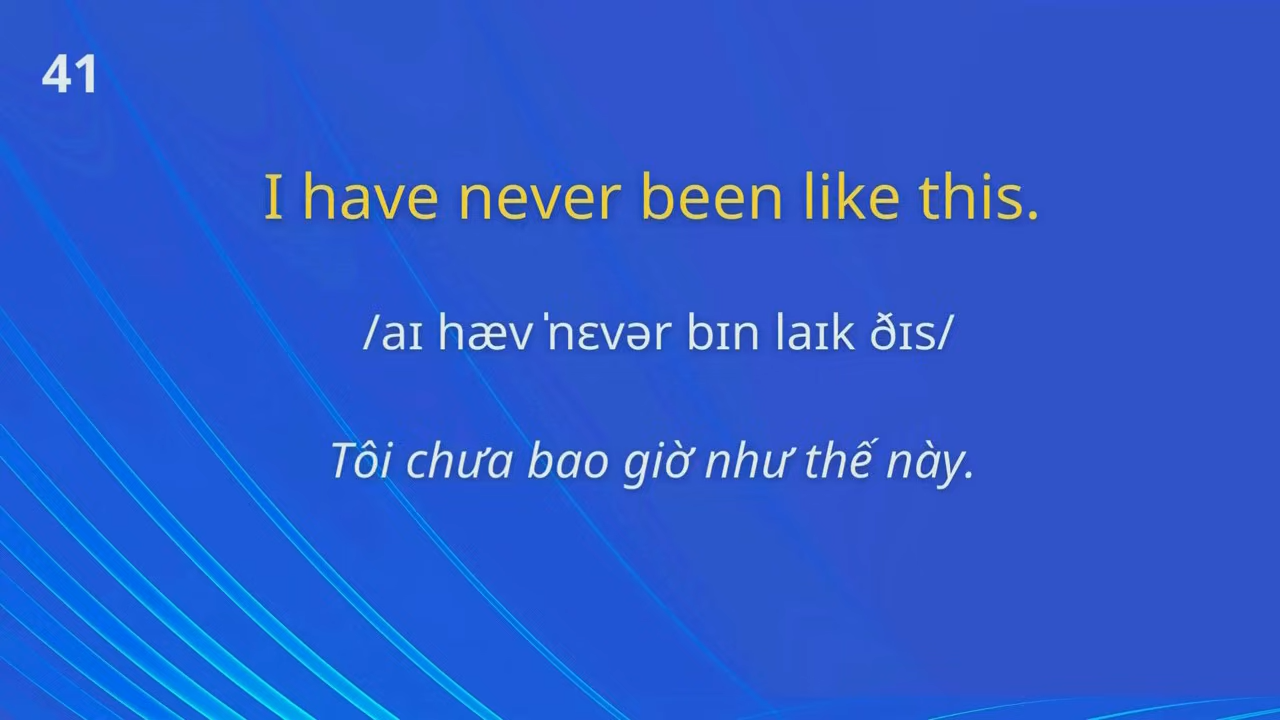 41
I have never been like this.
/aɪ hæv ˈnɛvər bɪn laɪk ðɪs/
Tôi chưa bao giờ như thế này.